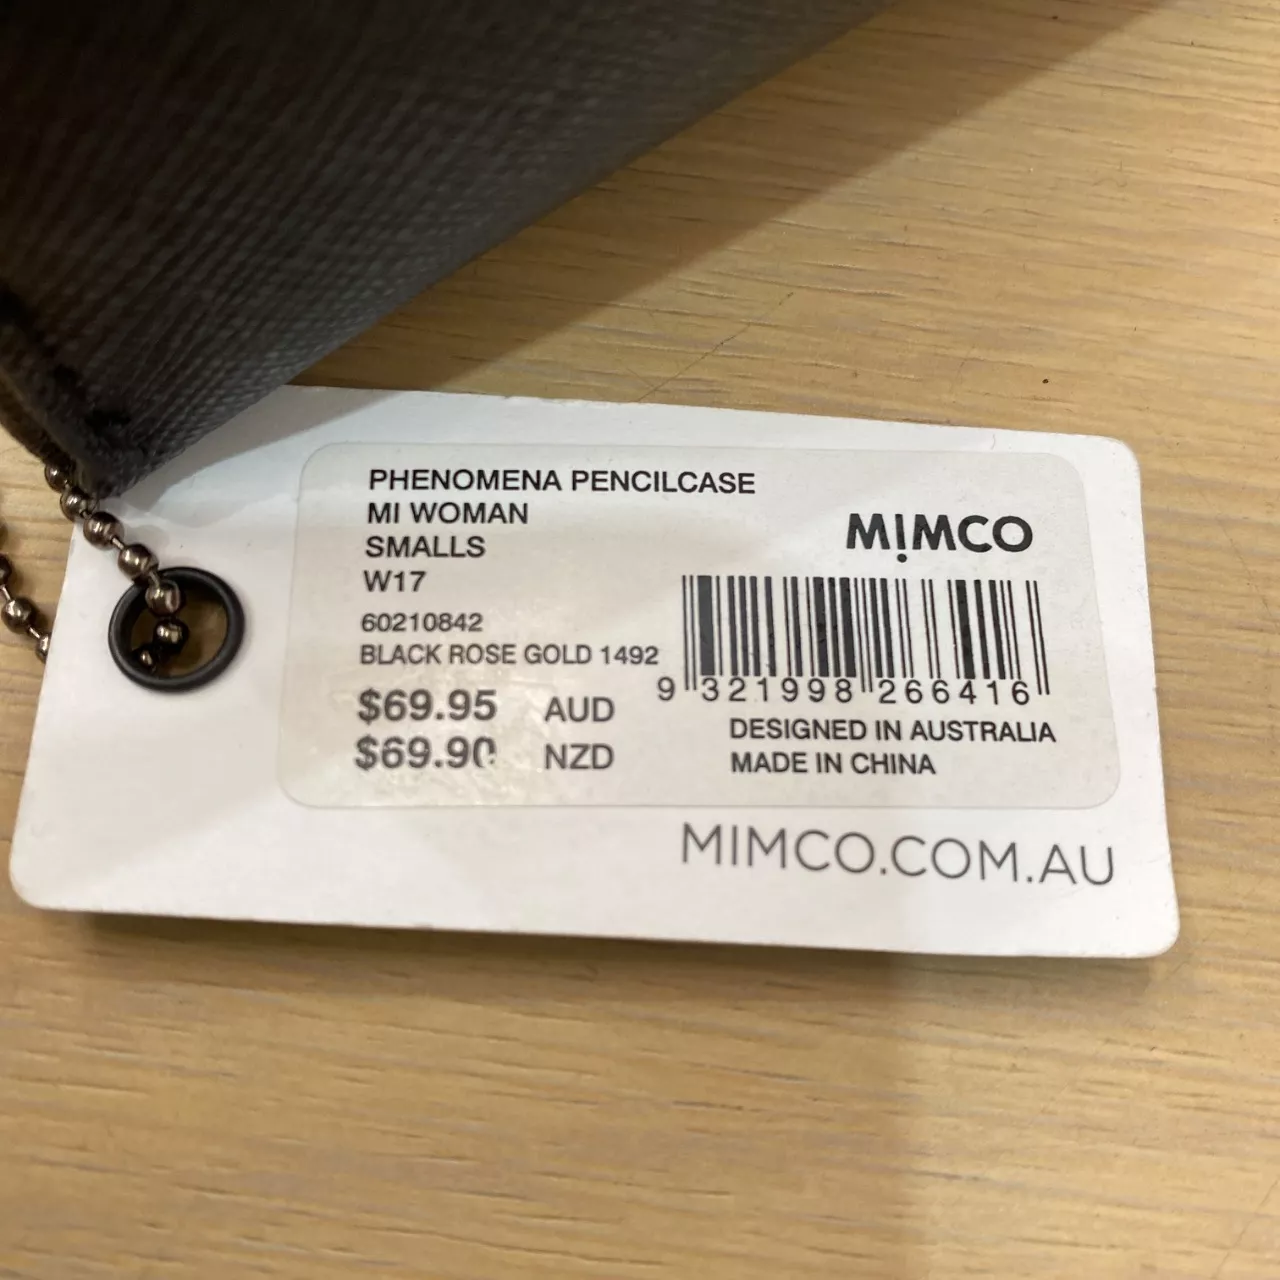 PHENOMENA PENCILCASE
MI WOMAN
SMALLS
W17
60210842
BLACK ROSE GOLD 1492
$69.95 AUD
$69.90 NZD
MIMCO
9 321998 266416
DESIGNED IN AUSTRALIA
MADE IN CHINA
MIMCO.COM.AU